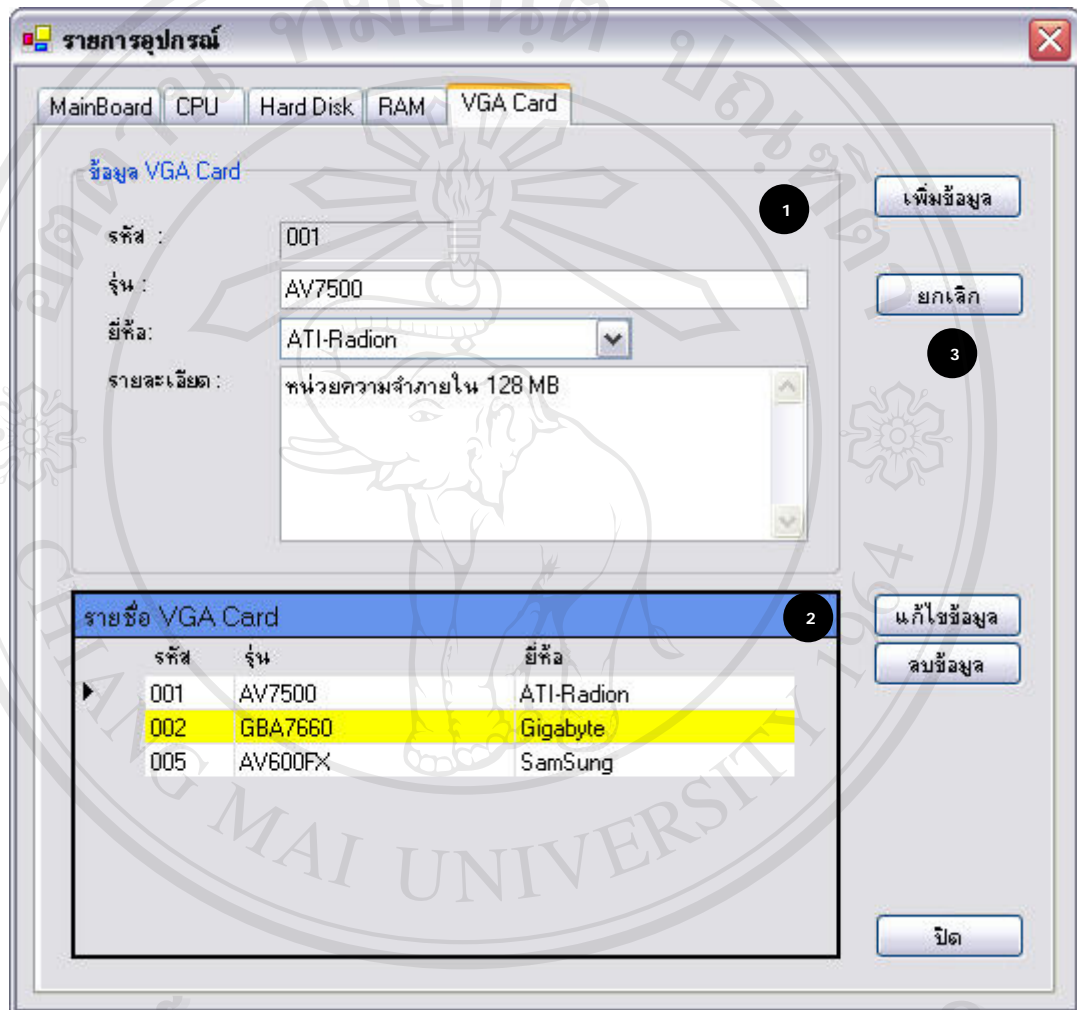 รายการอุปกรณ์
MainBoard CPU Hard Disk RAM VGA Card
ข้อมูล VGA Card
รหัส : 001
รุ่น : AV7500
ยี่ห้อ: ATI-Radion
รายละเอียด : หน่วยความจำภายใน 128 MB
1
เพิ่มข้อมูล
ยกเลิก
3
รายชื่อ VGA Card
2
รหัส รุ่น ยี่ห้อ
001 AV7500 ATI-Radion
002 GBA7660 Gigabyte
005 AV600FX SamSung
แก้ไขข้อมูล
ลบข้อมูล
ปิด
CHIANG MAI UNIVERSITY 1964